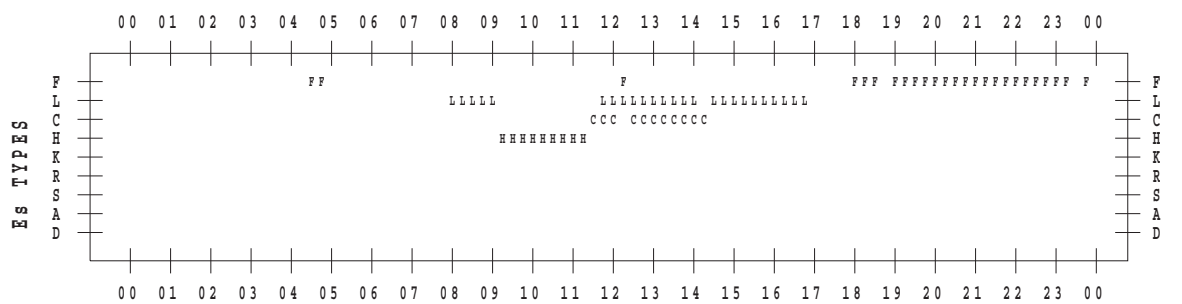 00 01 02 03 04 05 06 07 08 09 10 11 12 13 14 15 16 17 18 19 20 21 22 23 00
Es TYPES
F FF F FFF FFFFFFFFFFFFFFFFFF F F
L LLLLL LLLLLLLLLL LLLLLLLLLL L
C CCC CCCCCCCC C
H HHHHHHHHH H
K K
R R
S S
A A
D D
00 01 02 03 04 05 06 07 08 09 10 11 12 13 14 15 16 17 18 19 20 21 22 23 00